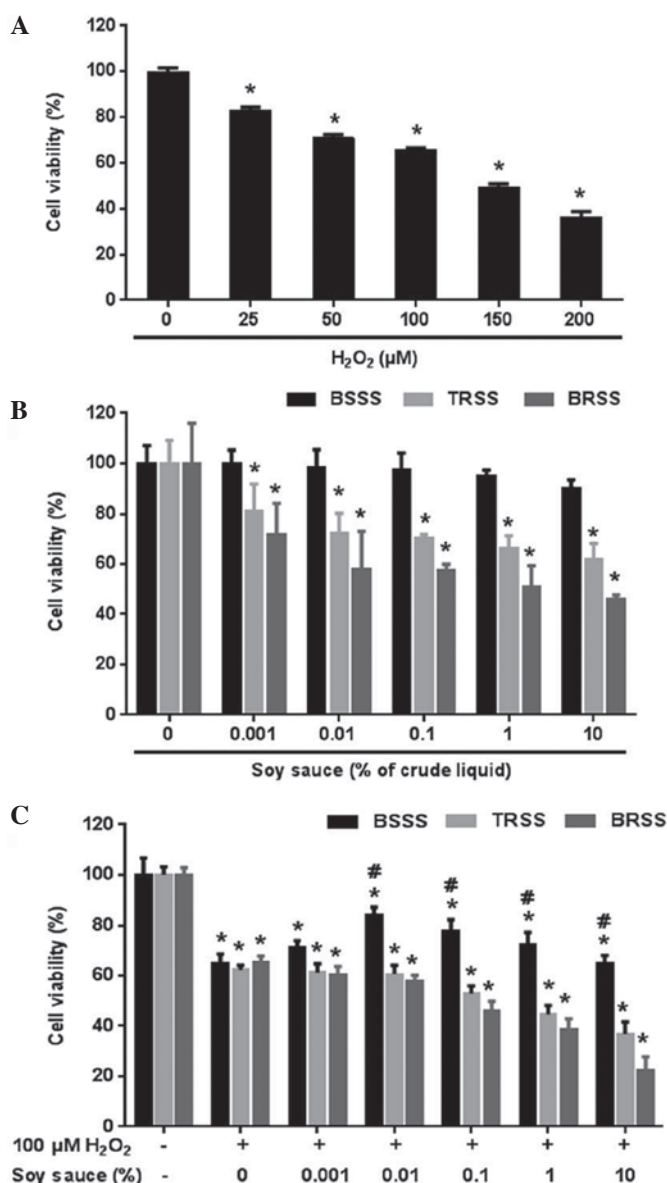 A
120
100
80
60
40
20
0
Cell viability (%)
* * * * *
0 25 50 100 150 200
H₂O₂ (µM)
B
BSSS TRSS BRSS
120
100
80
60
40
20
0
Cell viability (%)
* * * * * * * * * *
0 0.001 0.01 0.1 1 10
Soy sauce (% of crude liquid)
C
BSSS TRSS BRSS
120
100
80
60
40
20
0
Cell viability (%)
# # # #
* * * * * * * * * * * * * * * * * *
100 µM H₂O₂ - + + + + + +
Soy sauce (%) - 0 0.001 0.01 0.1 1 10